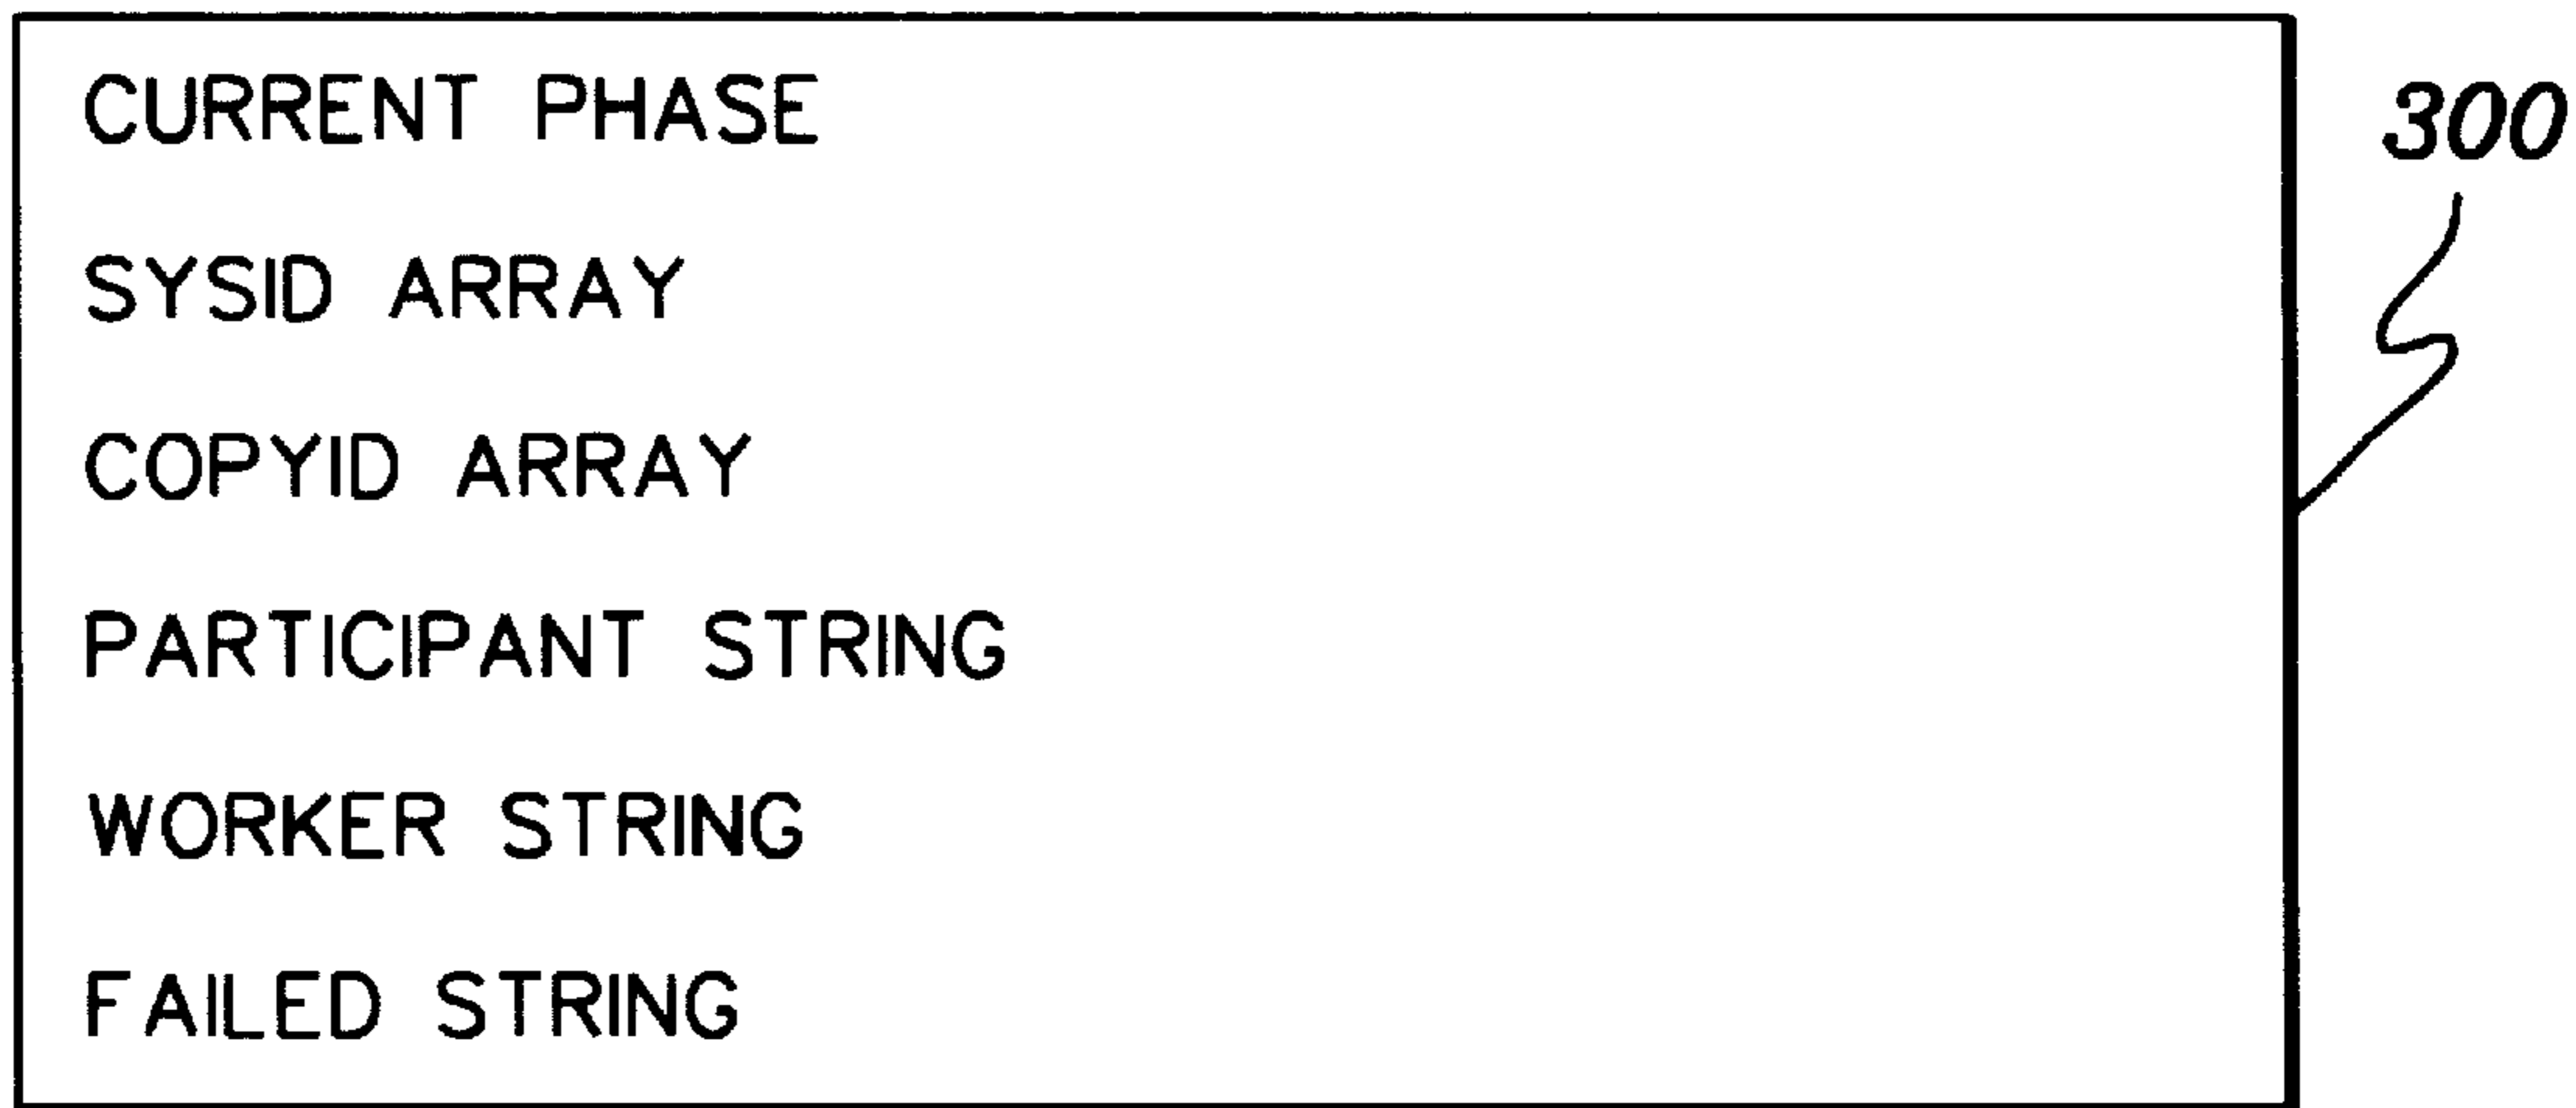 CURRENT PHASE
300
SYSID ARRAY
COPYID ARRAY
PARTICIPANT STRING
WORKER STRING
FAILED STRING